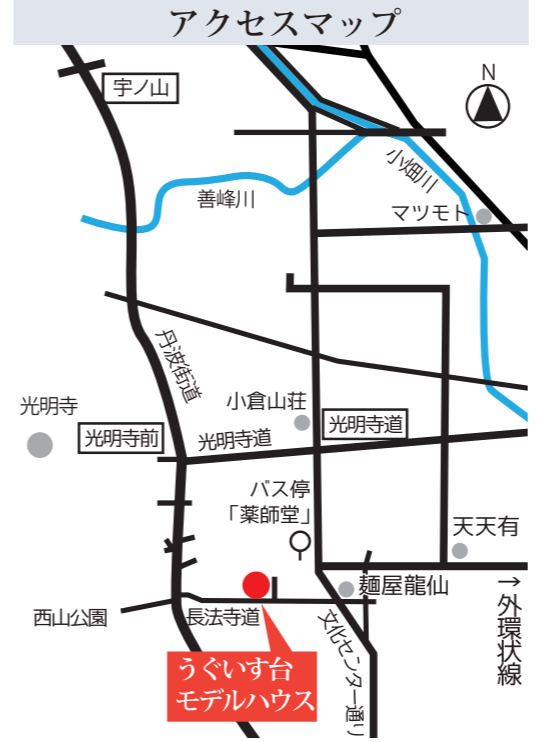 アクセスマップ
N
宇ノ山
小畑川
善峰川
マツモト
丹波街道
光明寺
小倉山荘
光明寺前
光明寺道
光明寺道
バス停
「薬師堂」
天天有
麺屋龍仙
→外環状線
西山公園
長法寺道
文化センター通り
うぐいす台
モデルハウス